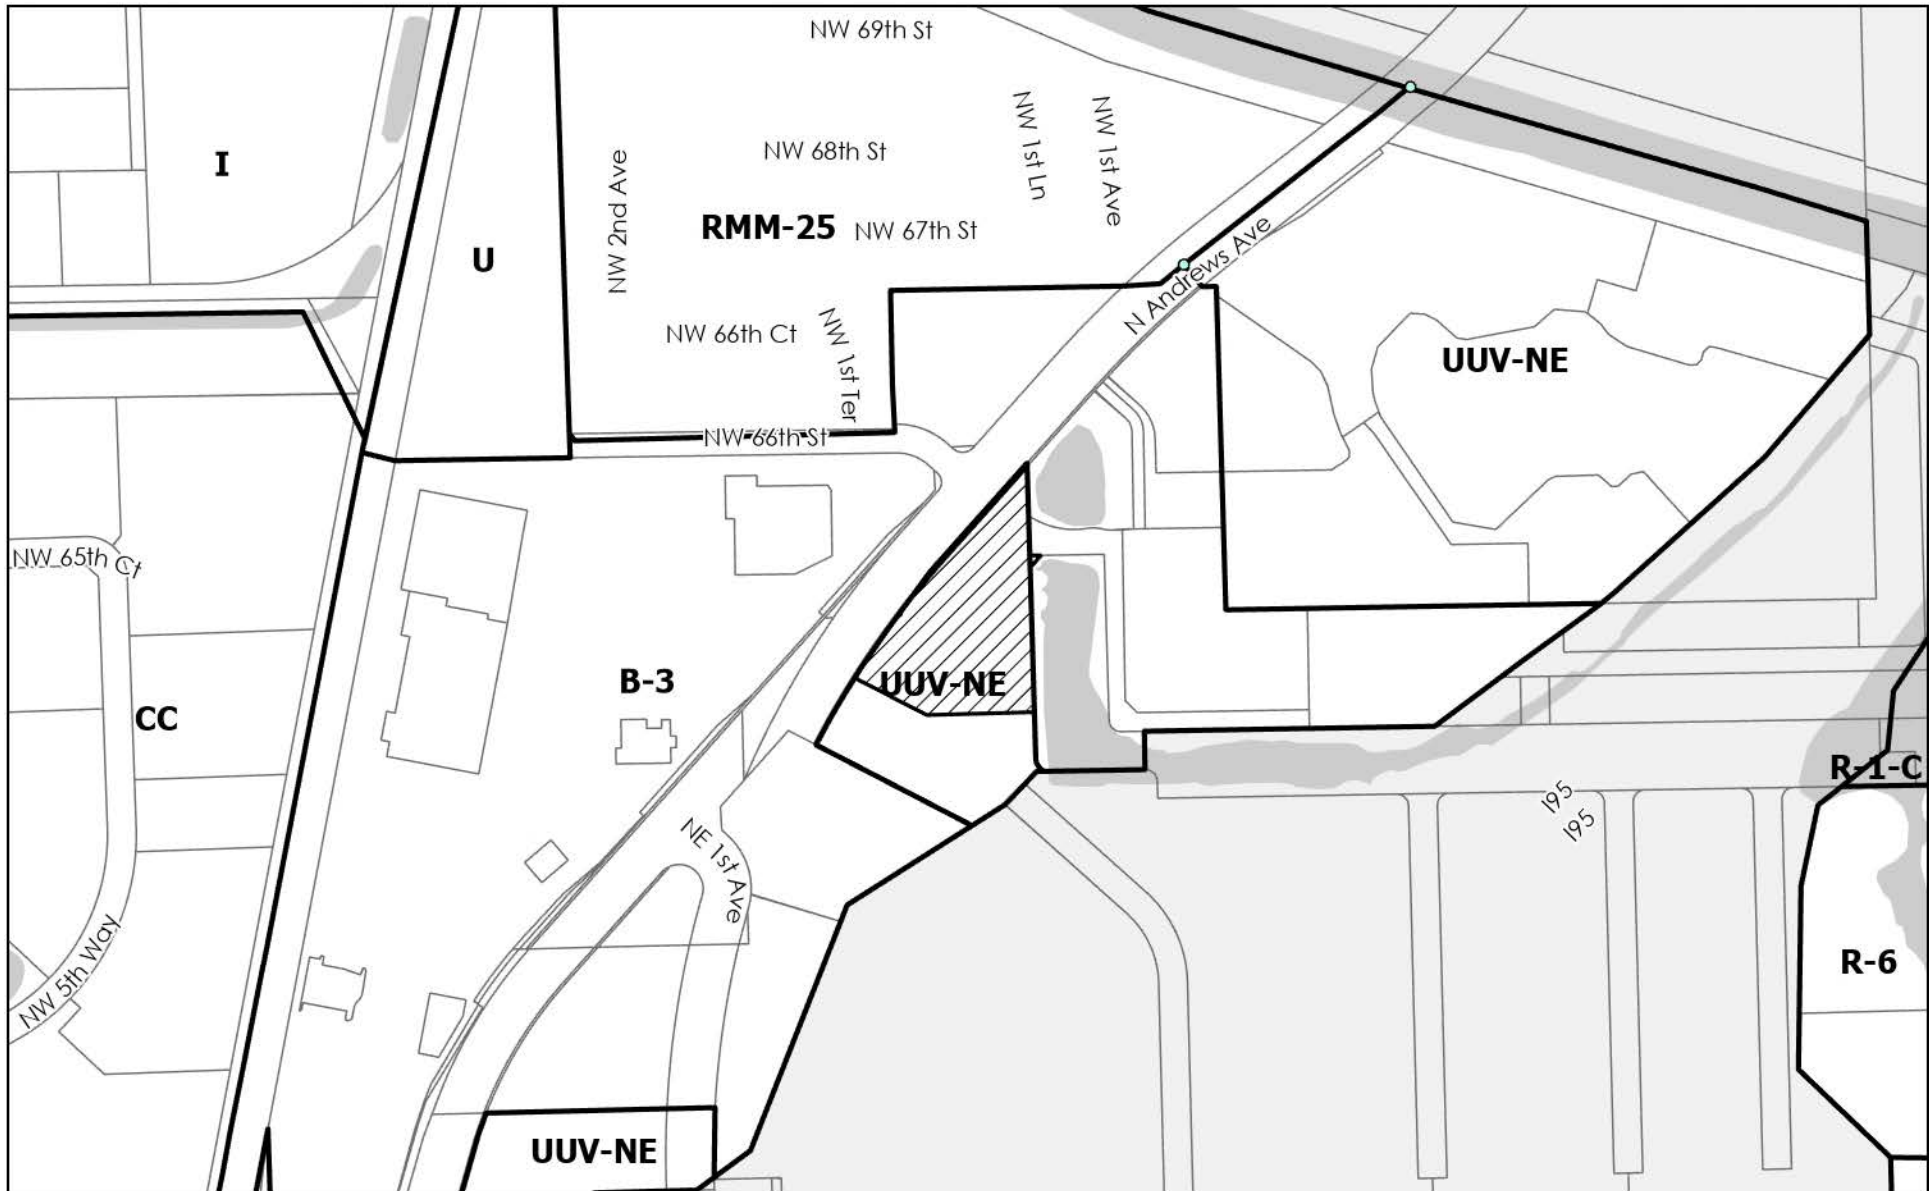 NW 69th St
NW 1st Ln
NW 1st Ave
NW 68th St
I
NW 2nd Ave
RMM-25
NW 67th St
U
N Andrews Ave
NW 66th Ct
NW 1st Ter
UUV-NE
NW 66th St
NW 65th Ct
B-3
UUV-NE
CC
R-1-C
I95
I95
NE 1st Ave
NW 5th Way
R-6
UUV-NE